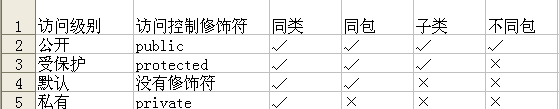 1 访问级别 访问控制修饰符 同类 同包 子类 不同包
2 公开 public ✓ ✓ ✓ ✓
3 受保护 protected ✓ ✓ ✓ ×
4 默认 没有修饰符 ✓ ✓ × ×
5 私有 private ✓ × × ×